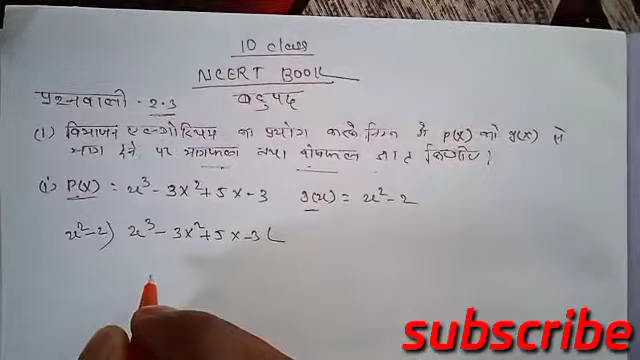 10 class
NCERT BOOK
प्रश्नवाली - 2.3 बहुपद
(1) विभाजन एल्गोरिथम का प्रयोग करके निम्न में P(x) को g(x) से
भाग देने पर भागफल तथा शेषफल ज्ञात कीजिए।
(i) P(x) = x³ - 3x² + 5x - 3 g(x) = x² - 2
x² - 2) x³ - 3x² + 5x - 3 (
subscribe